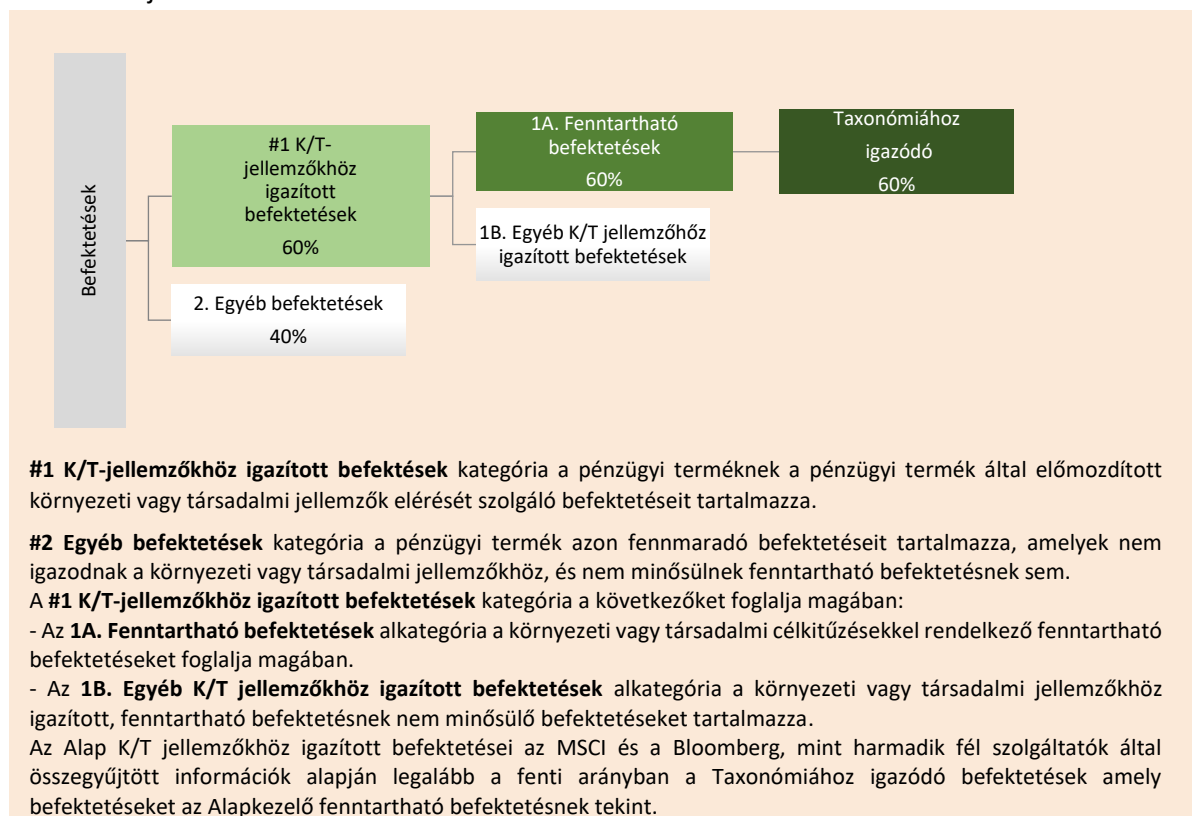 Befektetések
#1 K/T-
jellemzőkhöz
igazított
befektetések
60%
2. Egyéb befektetések
40%
1A. Fenntartható
befektetések
60%
1B. Egyéb K/T jellemzőhőz
igazított befektetések
Taxonómiához
igazódó
60%
#1 K/T-jellemzőkhöz igazított befektések kategória a pénzügyi terméknek a pénzügyi termék által előmozdított
környezeti vagy társadalmi jellemzők elérését szolgáló befektetéseit tartalmazza.
#2 Egyéb befektetések kategória a pénzügyi termék azon fennmaradó befektetéseit tartalmazza, amelyek nem
igazodnak a környezeti vagy társadalmi jellemzőkhöz, és nem minősülnek fenntartható befektetésnek sem.
A #1 K/T-jellemzőkhöz igazított befektetések kategória a következőket foglalja magában:
- Az 1A. Fenntartható befektetések alkategória a környezeti vagy társadalmi célkitűzésekkel rendelkező fenntartható
befektetéseket foglalja magában.
- Az 1B. Egyéb K/T jellemzőkhöz igazított befektetések alkategória a környezeti vagy társadalmi jellemzőkhöz
igazított, fenntartható befektetésnek nem minősülő befektetéseket tartalmazza.
Az Alap K/T jellemzőkhöz igazított befektetései az MSCI és a Bloomberg, mint harmadik fél szolgáltatók által
összegyűjtött információk alapján legalább a fenti arányban a Taxonómiához igazódó befektetések amely
befektetéseket az Alapkezelő fenntartható befektetésnek tekint.